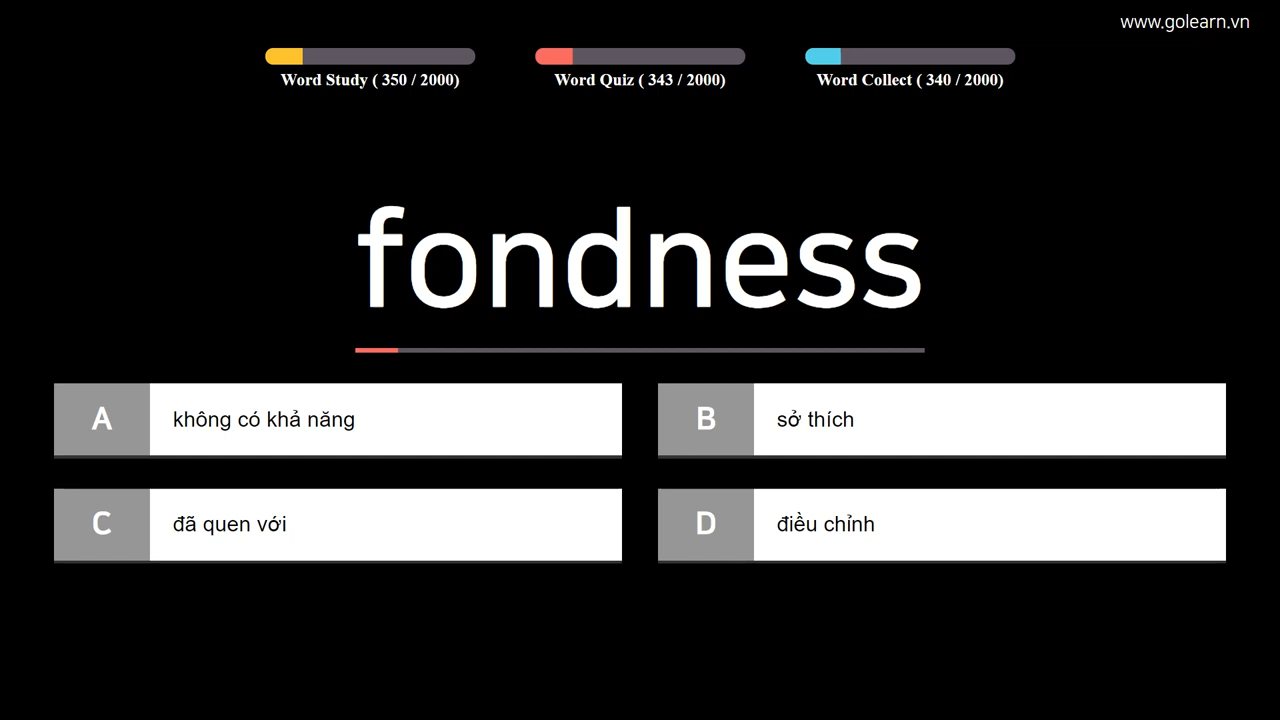 www.golearn.vn
Word Study ( 350 / 2000)
Word Quiz ( 343 / 2000)
Word Collect ( 340 / 2000)
fondness
A không có khả năng
B sở thích
C đã quen với
D điều chỉnh